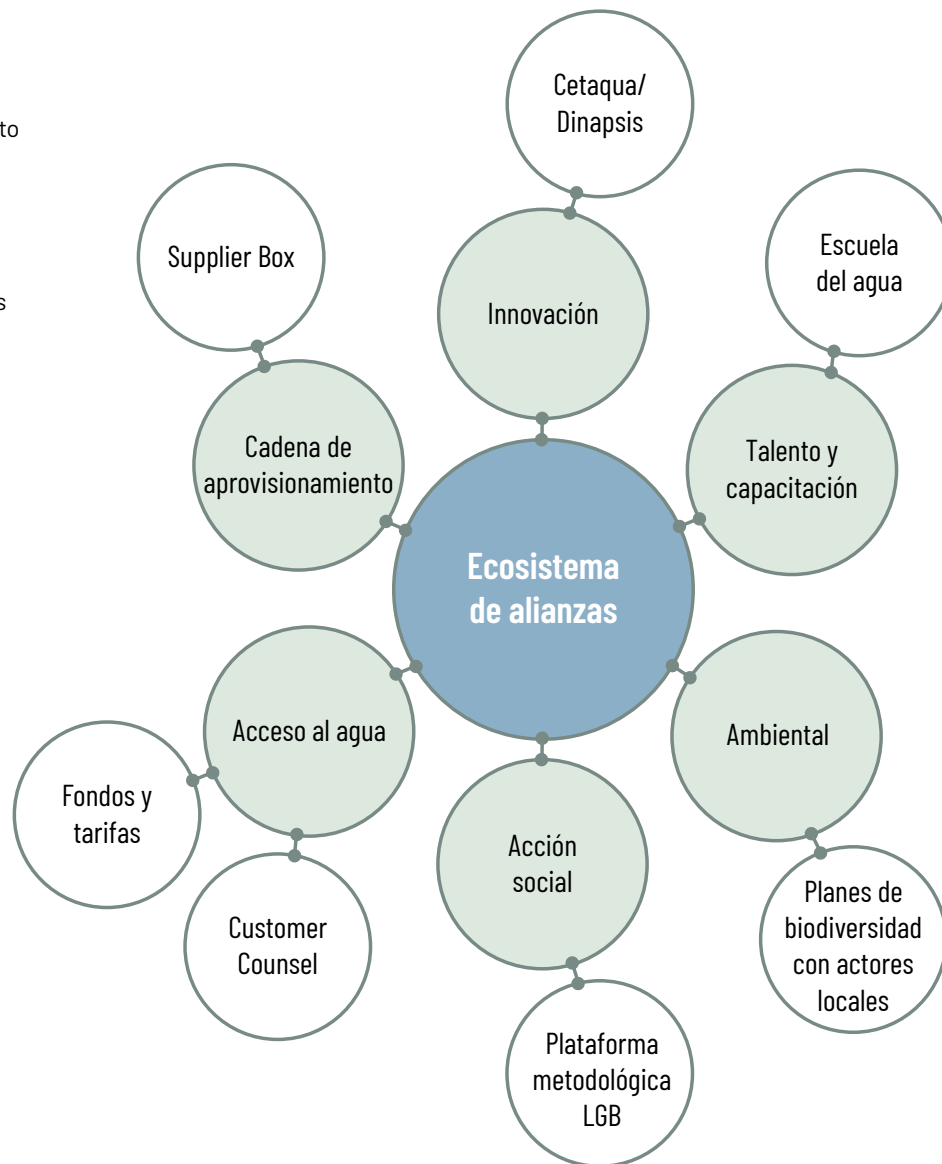 to
s
Cetaqua/
Dinapsis
Supplier Box
Escuela
del agua
Innovación
Cadena de
aprovisionamiento
Talento y
capacitación
Ecosistema
de alianzas
Acceso al agua
Ambiental
Fondos y
tarifas
Acción
social
Customer
Counsel
Planes de
biodiversidad
con actores
locales
Plataforma
metodológica
LGB